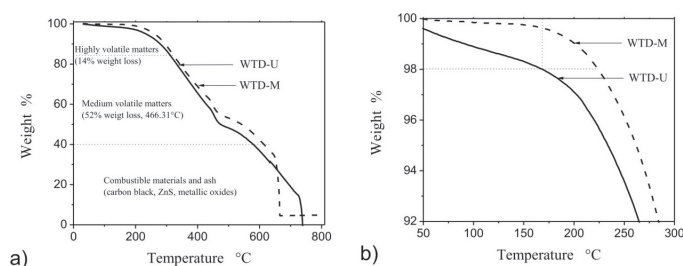 100
80
60
40
20
0
Weight %
Highly volatile matters
(14% weight loss)
WTD-U
WTD-M
Medium volatile matters
(52% weigt loss, 466.31°C)
Combustible materials and ash
(carbon black, ZnS, metallic oxides)
0 200 400 600 800
Temperature °C
a)
100
98
96
94
92
Weight %
WTD-M
WTD-U
50 100 150 200 250 300
Temperature °C
b)